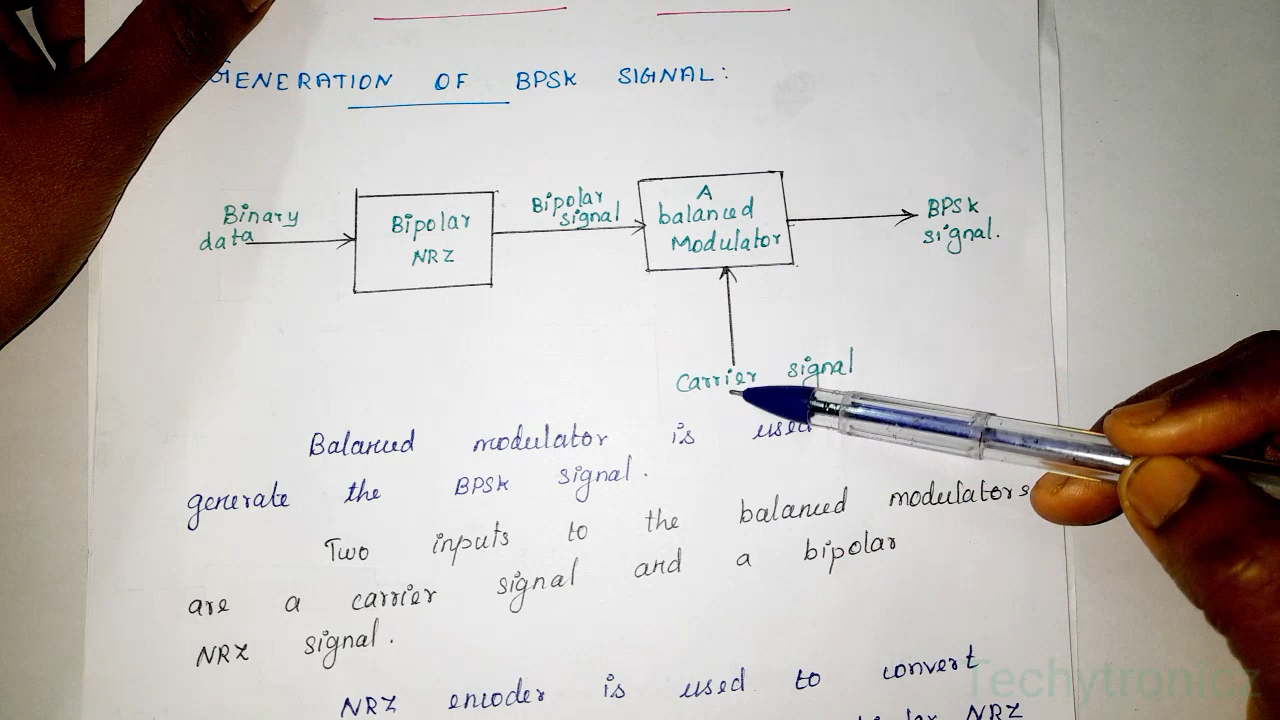 GENERATION OF BPSK SIGNAL:
Binary
data
Bipolar
NRZ
Bipolar
signal
A
balanced
Modulator
BPSK
signal.
Carrier signal
Balanced modulator is used
generate the BPSK signal.
Two inputs to the balanced modulators
are a carrier signal and a bipolar
NRZ signal.
NRZ encoder is used to convert
NRZ
Techytronicz